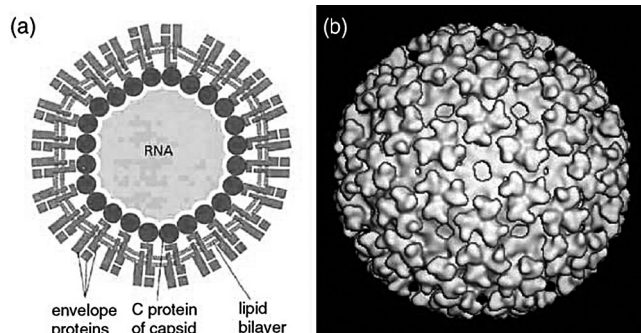 (a)
(b)
RNA
envelope
proteins
C protein
of capsid
lipid
bilayer